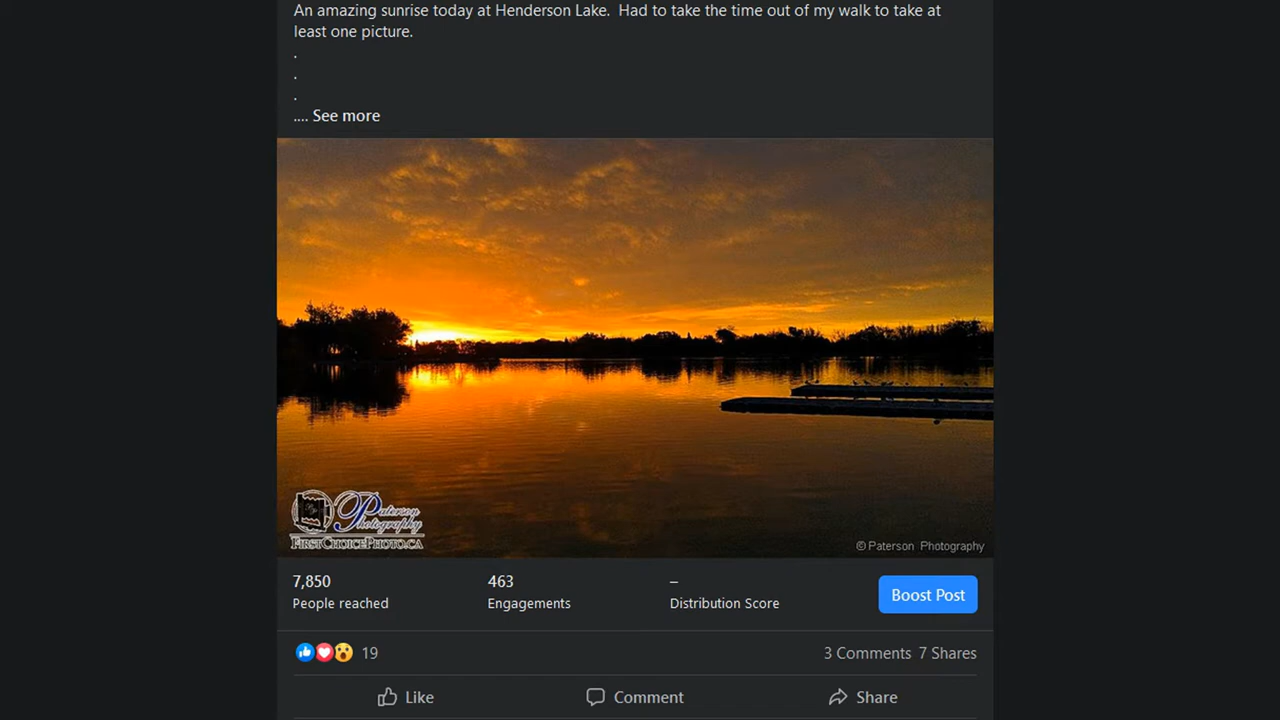 An amazing sunrise today at Henderson Lake.  Had to take the time out of my walk to take at
least one picture.
.
.
.
.... See more
Paterson
Photography
FIRSTCHOICEPHOTO.CA
© Paterson Photography
7,850 463 –
People reached Engagements Distribution Score Boost Post
19 3 Comments 7 Shares
Like Comment Share